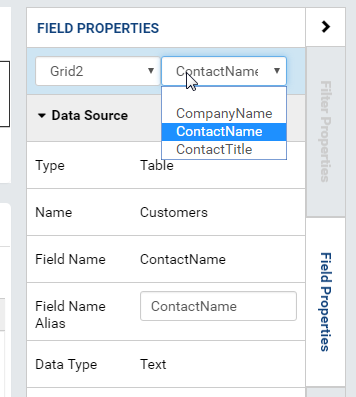 FIELD PROPERTIES
Grid2 ContactName
CompanyName
ContactName
ContactTitle
Data Source
Type Table
Name Customers
Field Name ContactName
Field Name Alias ContactName
Data Type Text
Filter Properties
Field Properties